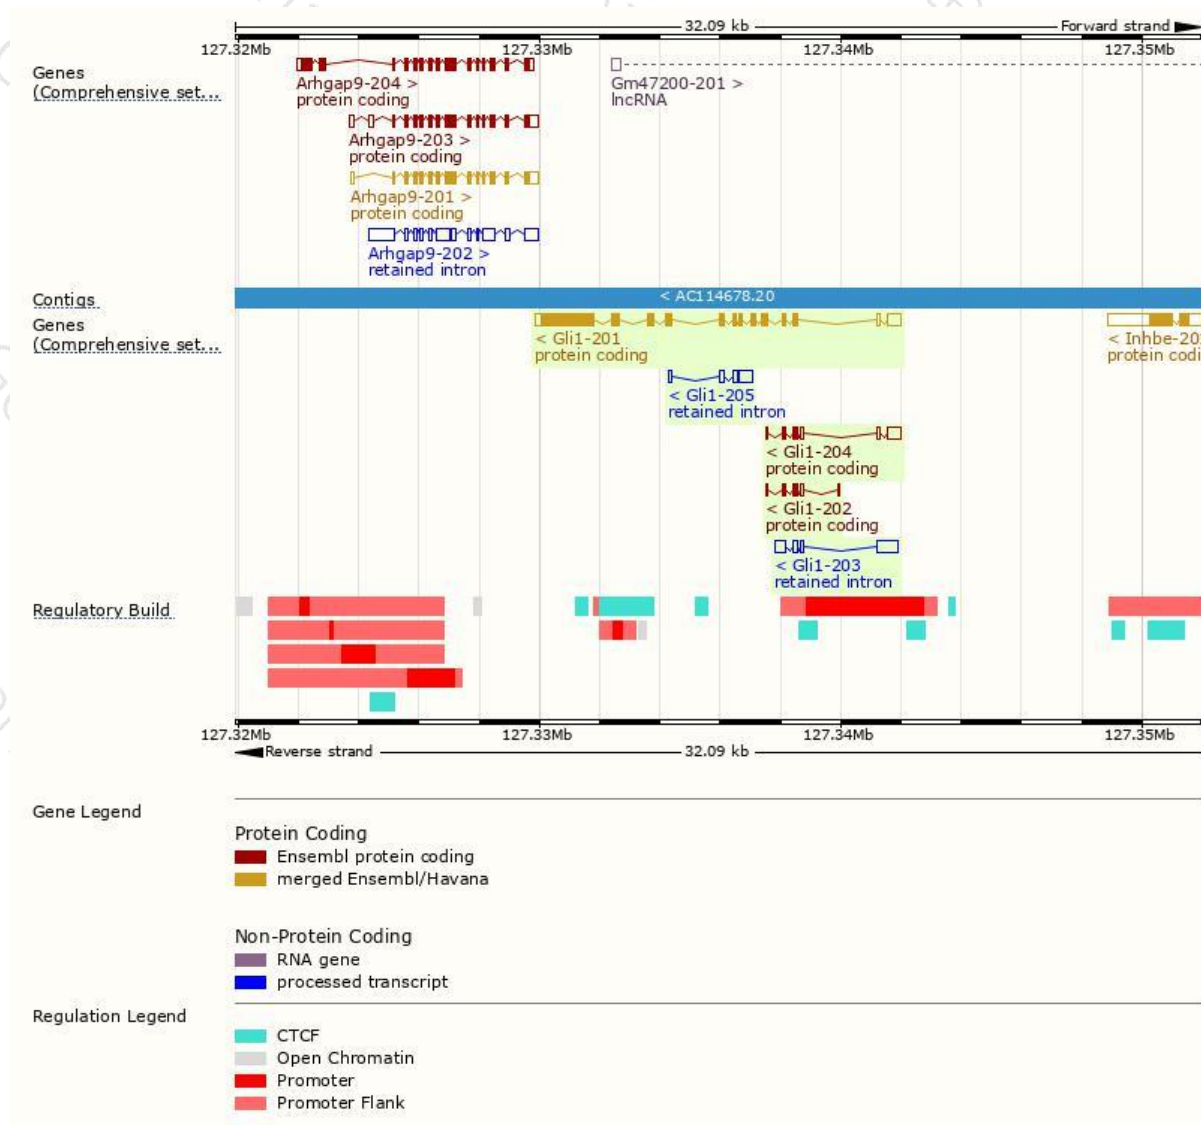 32.09 kb
Forward strand
127.32Mb
127.33Mb
127.34Mb
127.35Mb
Genes
(Comprehensive set...
Arhgap9-204 >
protein coding
Gm47200-201 >
lncRNA
Arhgap9-203 >
protein coding
Arhgap9-201 >
protein coding
Arhgap9-202 >
retained intron
Contigs
< AC114678.20
Genes
(Comprehensive set...
< Gli1-201
protein coding
< Inhbe-20
protein codi
< Gli1-205
retained intron
< Gli1-204
protein coding
< Gli1-202
protein coding
< Gli1-203
retained intron
Regulatory Build
127.32Mb
127.33Mb
127.34Mb
127.35Mb
Reverse strand
32.09 kb
Gene Legend
Protein Coding
Ensembl protein coding
merged Ensembl/Havana
Non-Protein Coding
RNA gene
processed transcript
Regulation Legend
CTCF
Open Chromatin
Promoter
Promoter Flank